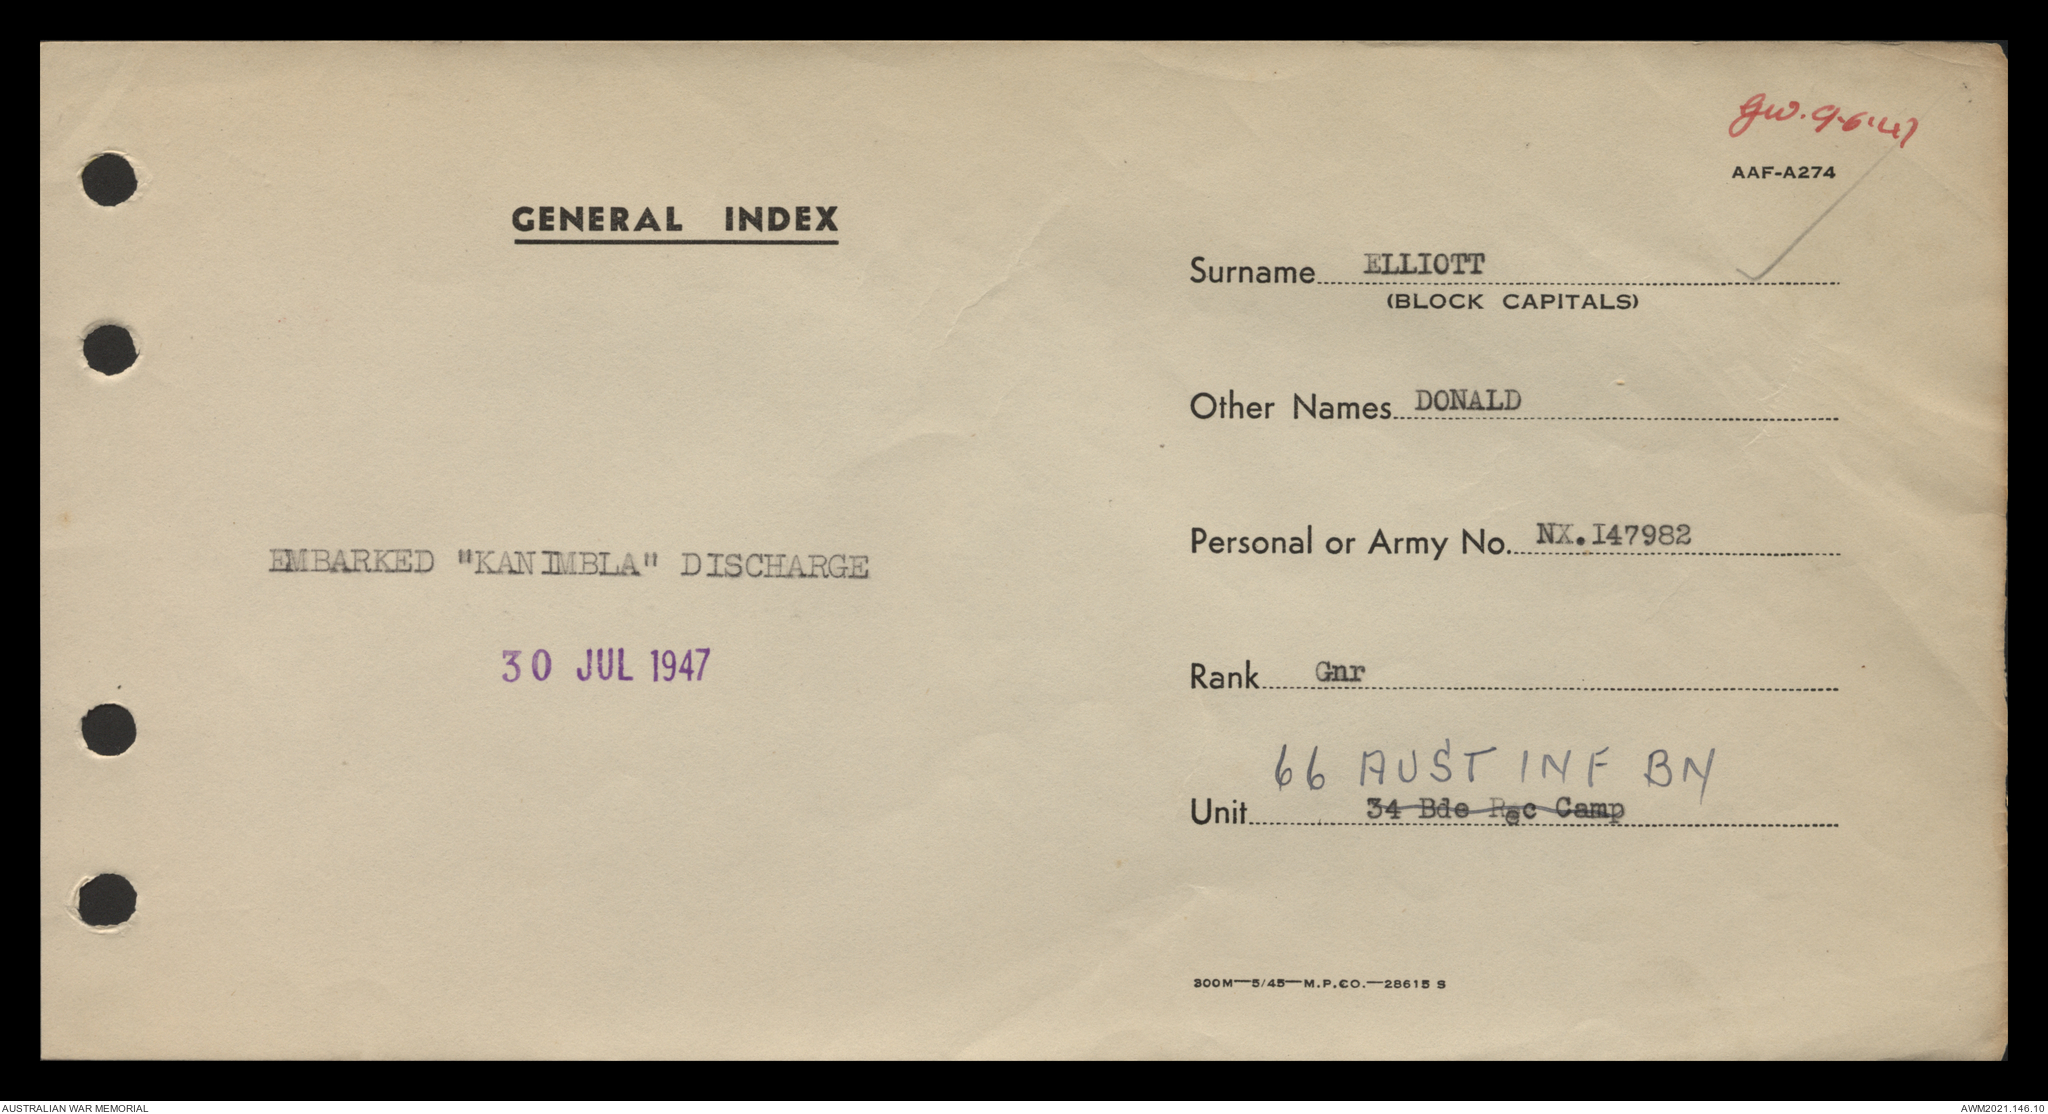 GENERAL INDEX
EMBARKED "KANIMBLA" DISCHARGE
30 JUL 1947
gw. 9.6.47
AAF-A274
Surname ELLIOTT
(BLOCK CAPITALS)
Other Names DONALD
Personal or Army No. NX.I47982
Rank Gnr
66 AUST INF BN
Unit 34 Bde Rec Camp
300M—5/45—M.P.CO.—28615 S
AUSTRALIAN WAR MEMORIAL
AWM2021.146.10